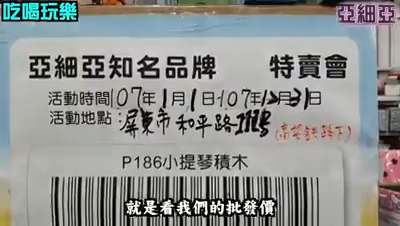 吃喝玩樂
亞細亞
亞細亞知名品牌 特賣會
活動時間:107年1月1日107年12月31日
活動地點:屏東市和平路
P186小提琴積木
就是看我們的批發價